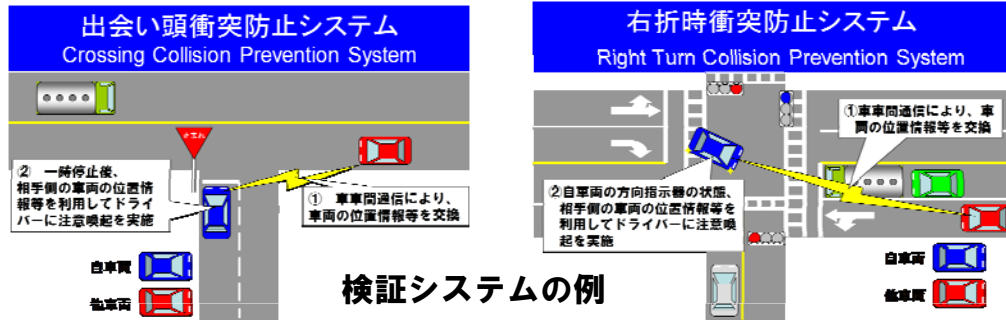 出会い頭衝突防止システム
Crossing Collision Prevention System
止まれ
② 一時停止後、
相手側の車両の位置情
報等を利用してドライ
バーに注意喚起を実施
① 車車間通信により、
車両の位置情報等を交換
自車両
他車両
右折時衝突防止システム
Right Turn Collision Prevention System
①車車間通信により、車
両の位置情報等を交換
②自車両の方向指示器の状態、
相手側の車両の位置情報等を
利用してドライバーに注意喚
起を実施
自車両
他車両
検証システムの例